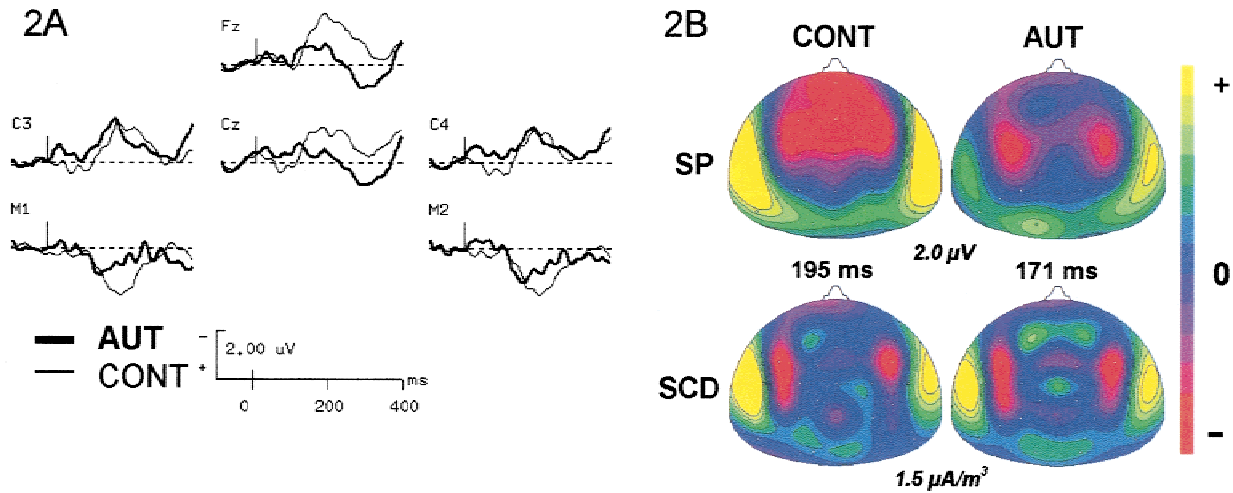 2A
Fz
C3
Cz
C4
M1
M2
AUT
CONT
−
+
2.00 uV
ms
0
200
400
2B
CONT
AUT
SP
2.0 µV
195 ms
171 ms
SCD
1.5 µA/m³
+
0
−